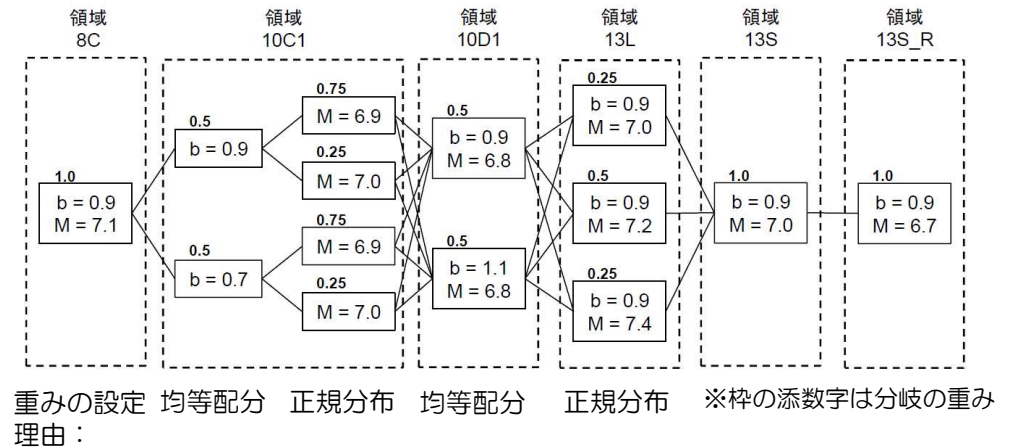 領域
8C
領域
10C1
領域
10D1
領域
13L
領域
13S
領域
13S_R
1.0
b = 0.9
M = 7.1
0.5
b = 0.9
0.5
b = 0.7
0.75
M = 6.9
0.25
M = 7.0
0.75
M = 6.9
0.25
M = 7.0
0.5
b = 0.9
M = 6.8
0.5
b = 1.1
M = 6.8
0.25
b = 0.9
M = 7.0
0.5
b = 0.9
M = 7.2
0.25
b = 0.9
M = 7.4
1.0
b = 0.9
M = 7.0
1.0
b = 0.9
M = 6.7
重みの設定
理由：
均等配分
正規分布
均等配分
正規分布
※枠の添数字は分岐の重み